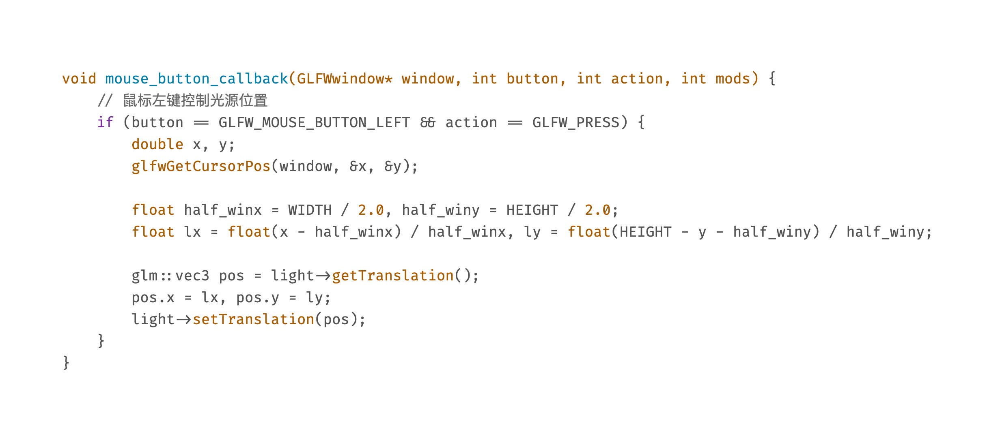 void mouse_button_callback(GLFWwindow* window, int button, int action, int mods) {
    // 鼠标左键控制光源位置
    if (button == GLFW_MOUSE_BUTTON_LEFT && action == GLFW_PRESS) {
        double x, y;
        glfwGetCursorPos(window, &x, &y);

        float half_winx = WIDTH / 2.0, half_winy = HEIGHT / 2.0;
        float lx = float(x - half_winx) / half_winx, ly = float(HEIGHT - y - half_winy) / half_winy;

        glm::vec3 pos = light->getTranslation();
        pos.x = lx, pos.y = ly;
        light->setTranslation(pos);
    }
}